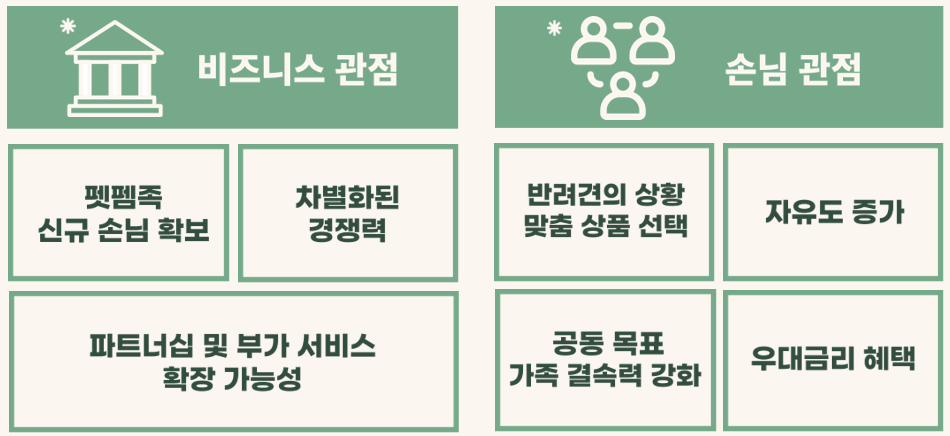 비즈니스 관점
펫펨족
신규 손님 확보
차별화된
경쟁력
파트너십 및 부가 서비스
확장 가능성
손님 관점
반려견의 상황
맞춤 상품 선택
자유도 증가
공동 목표
가족 결속력 강화
우대금리 혜택